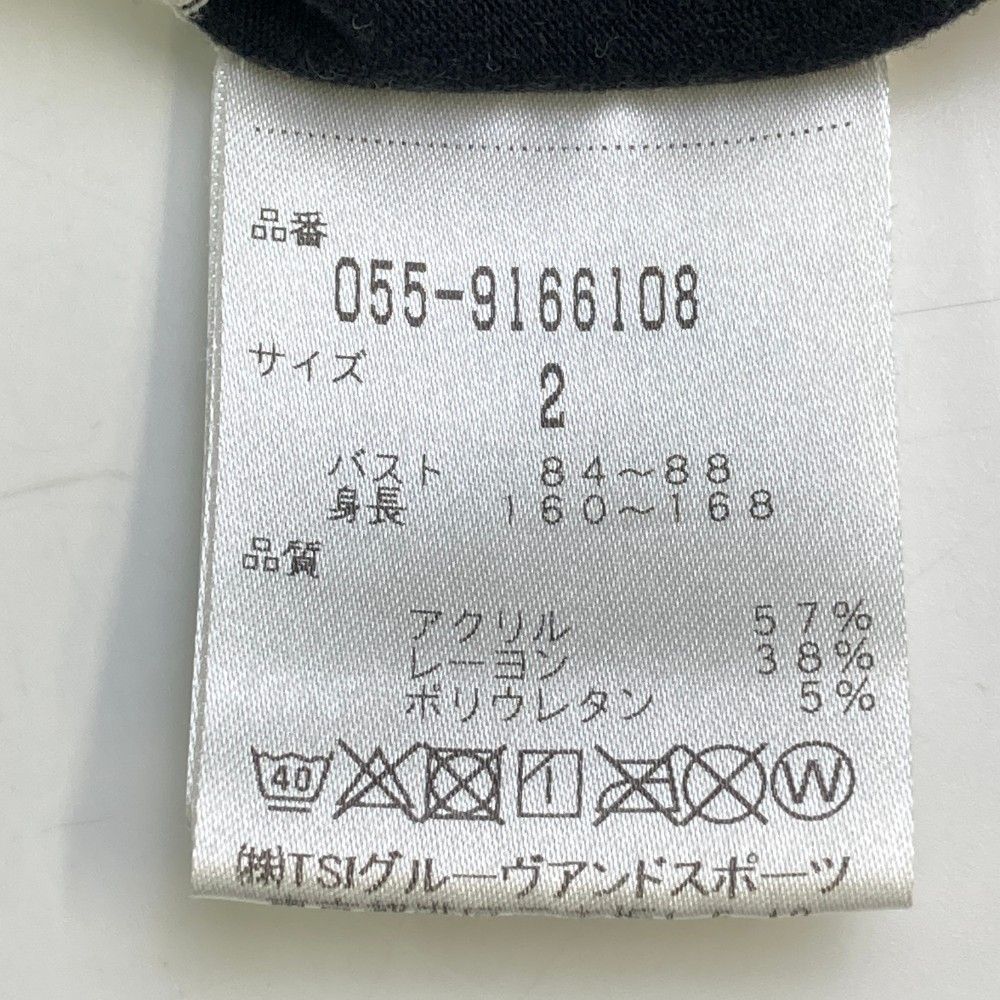 品番
055-9166108
サイズ
2
バスト 84～88
身長 160～168
品質
アクリル 57%
レーヨン 38%
ポリウレタン 5%
40 W
㈱TSIグルーヴアンドスポーツ